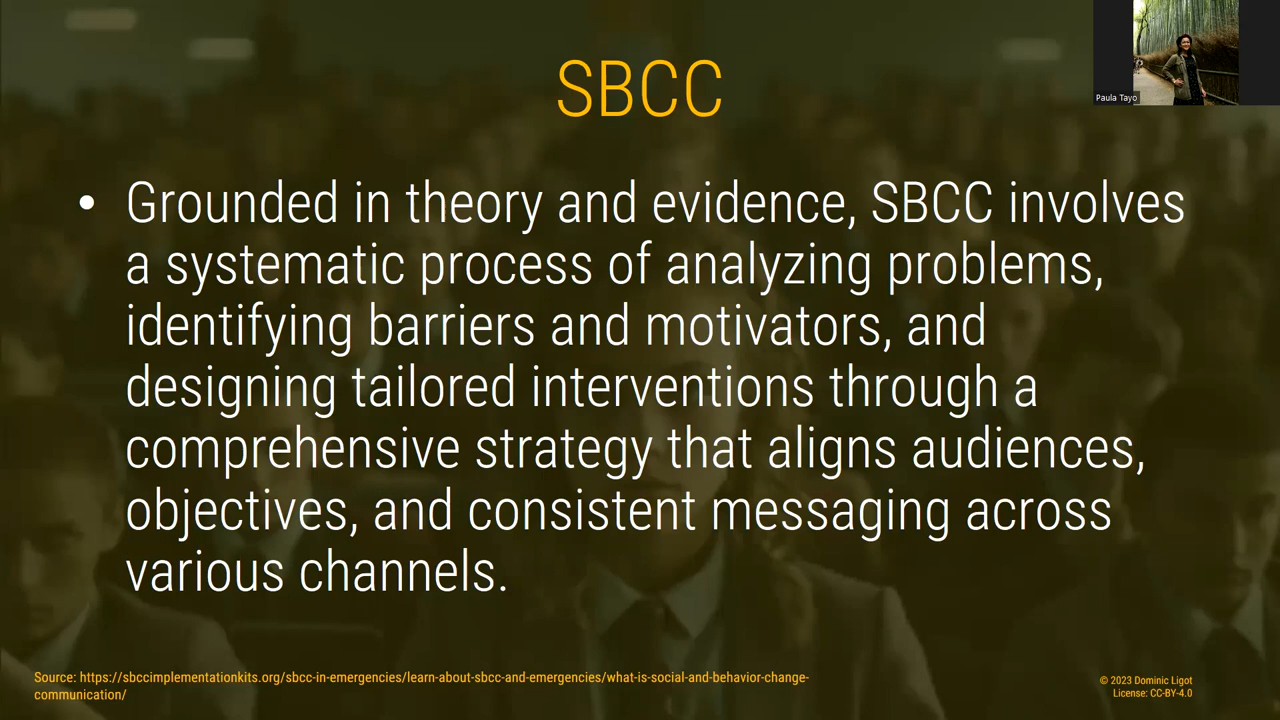 SBCC
Paula Tayo
• Grounded in theory and evidence, SBCC involves
a systematic process of analyzing problems,
identifying barriers and motivators, and
designing tailored interventions through a
comprehensive strategy that aligns audiences,
objectives, and consistent messaging across
various channels.
Source: https://sbccimplementationkits.org/sbcc-in-emergencies/learn-about-sbcc-and-emergencies/what-is-social-and-behavior-change-
communication/
© 2023 Dominic Ligot
License: CC-BY-4.0